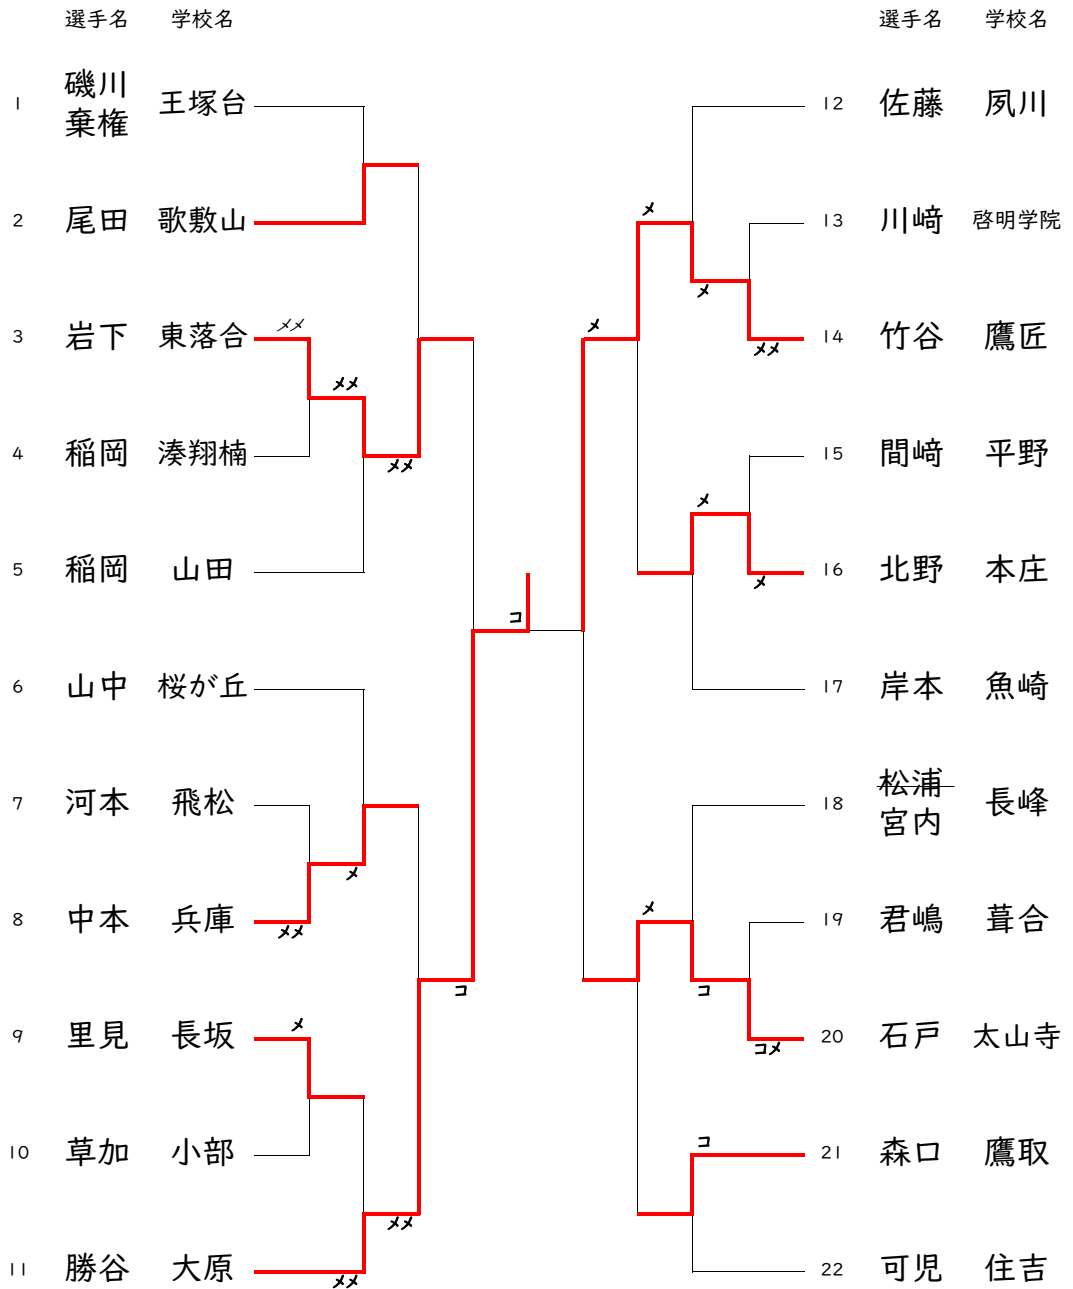 選手名 学校名
1 磯川 棄権 王塚台
2 尾田 歌敷山
メメ
3 岩下 東落合
メメ
4 稲岡 湊翔楠
メメ
5 稲岡 山田
6 山中 桜が丘
7 河本 飛松
メ
8 中本 兵庫
メメ
コ
メ
9 里見 長坂
10 草加 小部
メメ
11 勝谷 大原
メメ
コ
選手名 学校名
12 佐藤 夙川
メ
13 川﨑 啓明学院
メ
メ
14 竹谷 鷹匠
メメ
15 間﨑 平野
メ
16 北野 本庄
メ
17 岸本 魚崎
18 松浦 宮内 長峰
メ
19 君嶋 葺合
コ
20 石戸 太山寺
コメ
コ
21 森口 鷹取
22 可児 住吉